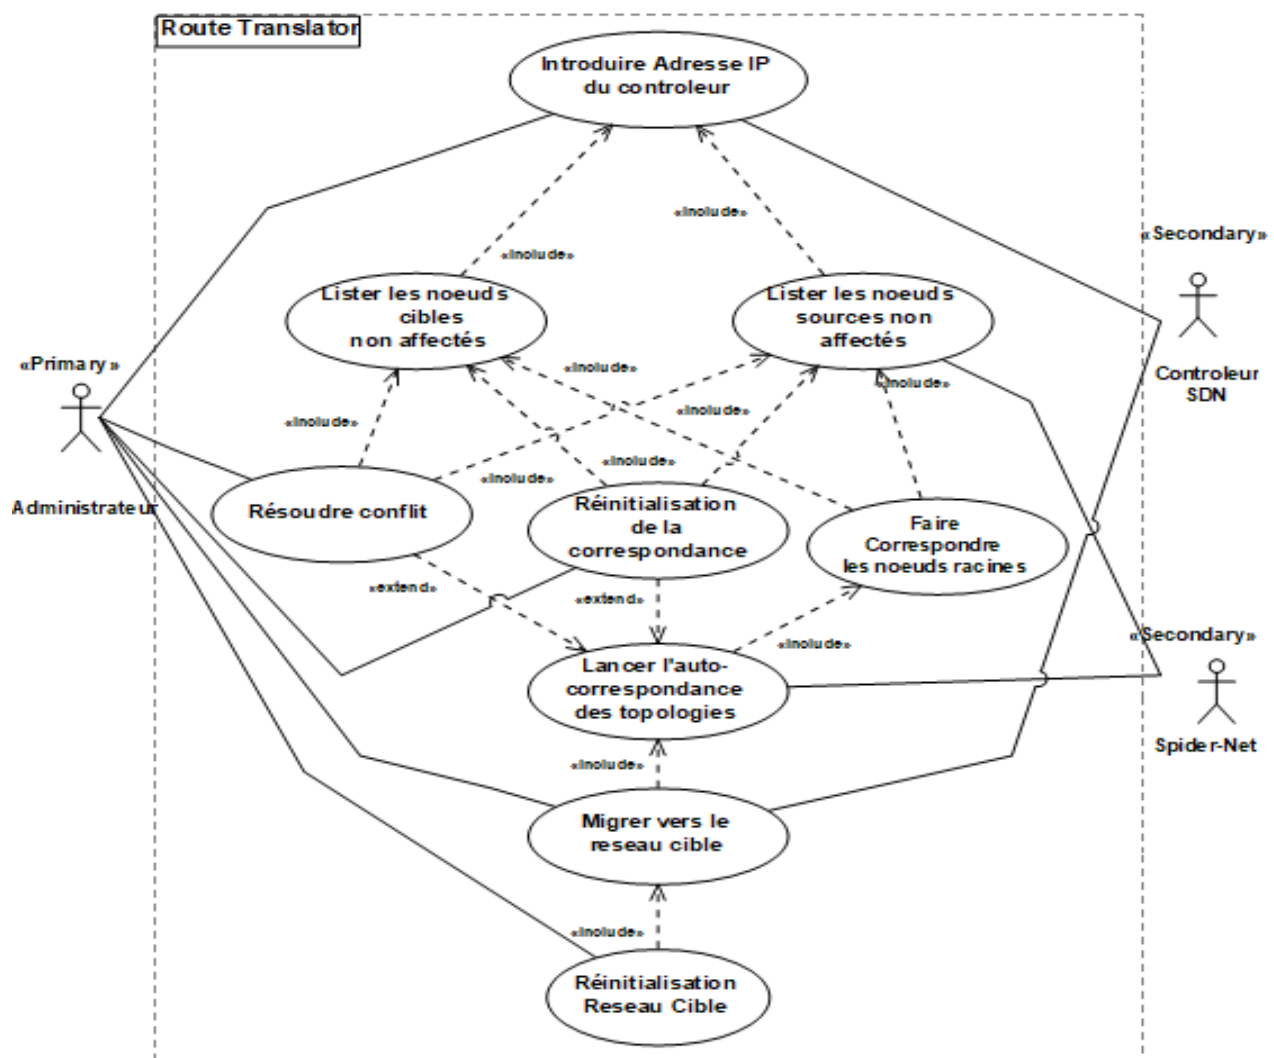 Route Translator
Introduire Adresse IP
du controleur
«Include»
«Include»
«Secondary»
Lister les noeuds
cibles
non affectés
Lister les noeuds
sources non
affectés
«Primary»
Controleur
SDN
«Include»
«Include»
«Include»
«Include»
«Include»
«Include»
Administrateur
Résoudre conflit
Réinitialisation
de la
correspondance
Faire
Correspondre
les noeuds racines
«extend»
«extend»
«Include»
«Secondary»
Lancer l'auto-
correspondance
des topologies
Spider-Net
«Include»
Migrer vers le
reseau cible
«Include»
Réinitialisation
Reseau Cible